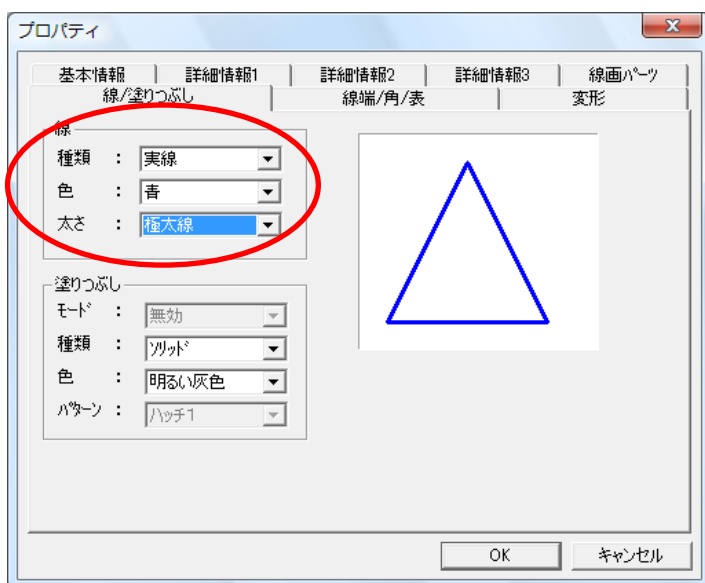 プロパティ
基本情報 詳細情報1 詳細情報2 詳細情報3 線画ﾊﾟｰﾂ
線/塗りつぶし 線端/角/表 変形
線
種類 : 実線
色 : 青
太さ : 極太線
塗りつぶし
ﾓｰﾄﾞ : 無効
種類 : ｿﾘｯﾄﾞ
色 : 明るい灰色
ﾊﾟﾀｰﾝ : ハッチ1
OK キャンセル